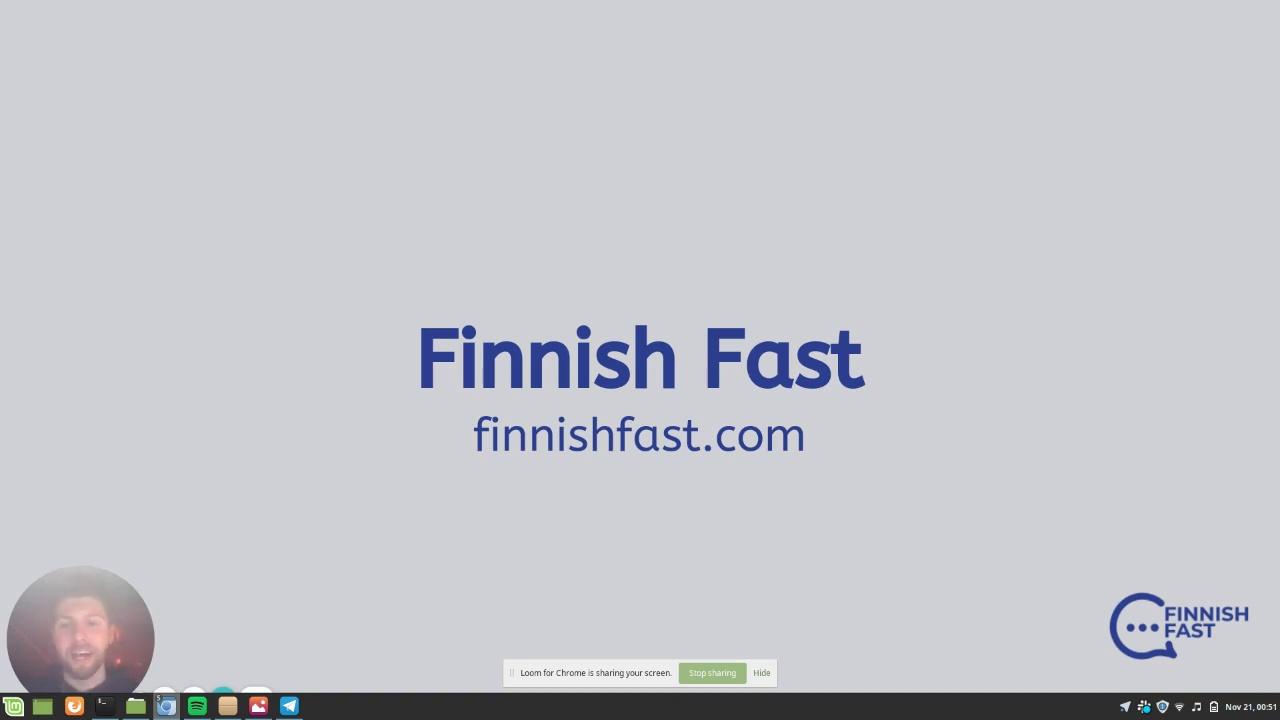 Finnish Fast
finnishfast.com
FINNISH
FAST
Loom for Chrome is sharing your screen.
Stop sharing
Hide
5
Nov 21, 00:51